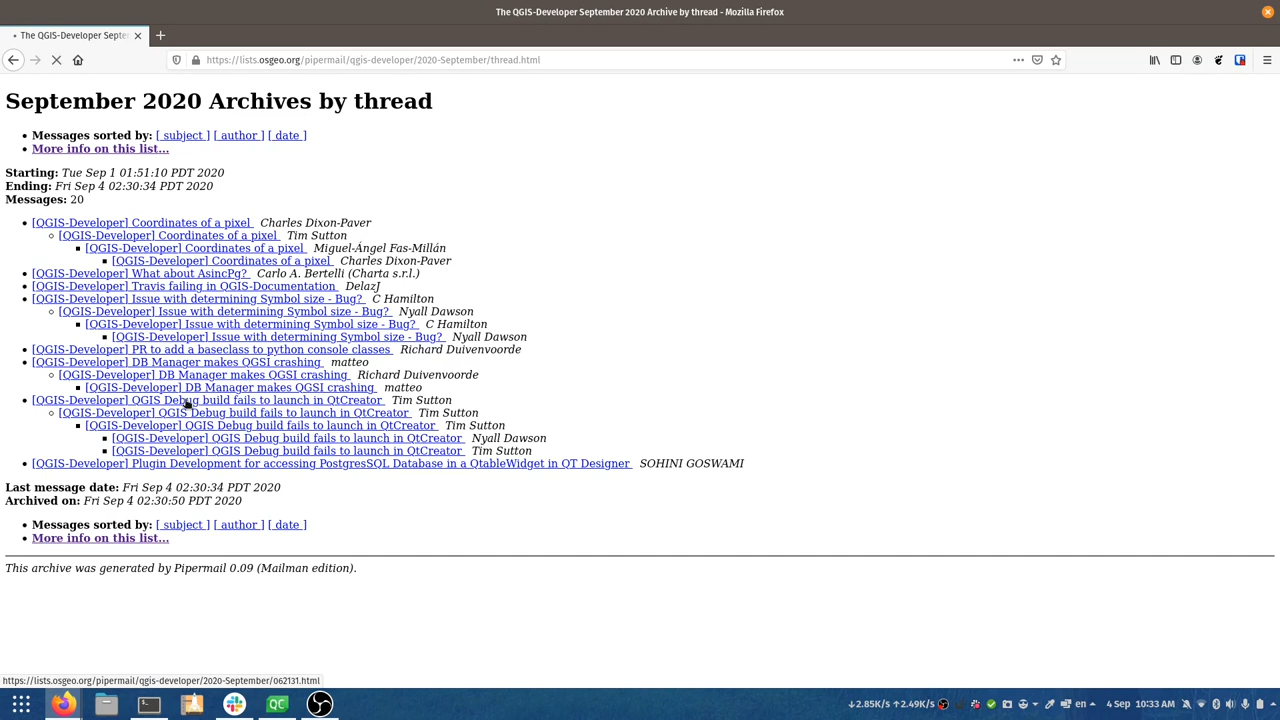 The QGIS-Developer September 2020 Archive by thread - Mozilla Firefox
The QGIS-Developer Septe
https://lists.osgeo.org/pipermail/qgis-developer/2020-September/thread.html
September 2020 Archives by thread
Messages sorted by: [ subject ] [ author ] [ date ]
More info on this list...
Starting: Tue Sep 1 01:51:10 PDT 2020
Ending: Fri Sep 4 02:30:34 PDT 2020
Messages: 20
[QGIS-Developer] Coordinates of a pixel Charles Dixon-Paver
[QGIS-Developer] Coordinates of a pixel Tim Sutton
[QGIS-Developer] Coordinates of a pixel Miguel-Ángel Fas-Millán
[QGIS-Developer] Coordinates of a pixel Charles Dixon-Paver
[QGIS-Developer] What about AsincPg? Carlo A. Bertelli (Charta s.r.l.)
[QGIS-Developer] Travis failing in QGIS-Documentation DelazJ
[QGIS-Developer] Issue with determining Symbol size - Bug? C Hamilton
[QGIS-Developer] Issue with determining Symbol size - Bug? Nyall Dawson
[QGIS-Developer] Issue with determining Symbol size - Bug? C Hamilton
[QGIS-Developer] Issue with determining Symbol size - Bug? Nyall Dawson
[QGIS-Developer] PR to add a baseclass to python console classes Richard Duivenvoorde
[QGIS-Developer] DB Manager makes QGSI crashing matteo
[QGIS-Developer] DB Manager makes QGSI crashing Richard Duivenvoorde
[QGIS-Developer] DB Manager makes QGSI crashing matteo
[QGIS-Developer] QGIS Debug build fails to launch in QtCreator Tim Sutton
[QGIS-Developer] QGIS Debug build fails to launch in QtCreator Tim Sutton
[QGIS-Developer] QGIS Debug build fails to launch in QtCreator Tim Sutton
[QGIS-Developer] QGIS Debug build fails to launch in QtCreator Nyall Dawson
[QGIS-Developer] QGIS Debug build fails to launch in QtCreator Tim Sutton
[QGIS-Developer] Plugin Development for accessing PostgresSQL Database in a QtableWidget in QT Designer SOHINI GOSWAMI
Last message date: Fri Sep 4 02:30:34 PDT 2020
Archived on: Fri Sep 4 02:30:50 PDT 2020
Messages sorted by: [ subject ] [ author ] [ date ]
More info on this list...
This archive was generated by Pipermail 0.09 (Mailman edition).
https://lists.osgeo.org/pipermail/qgis-developer/2020-September/062131.html
QC
↓2.85K/s ↑2.49K/s en 4 Sep 10:33 AM